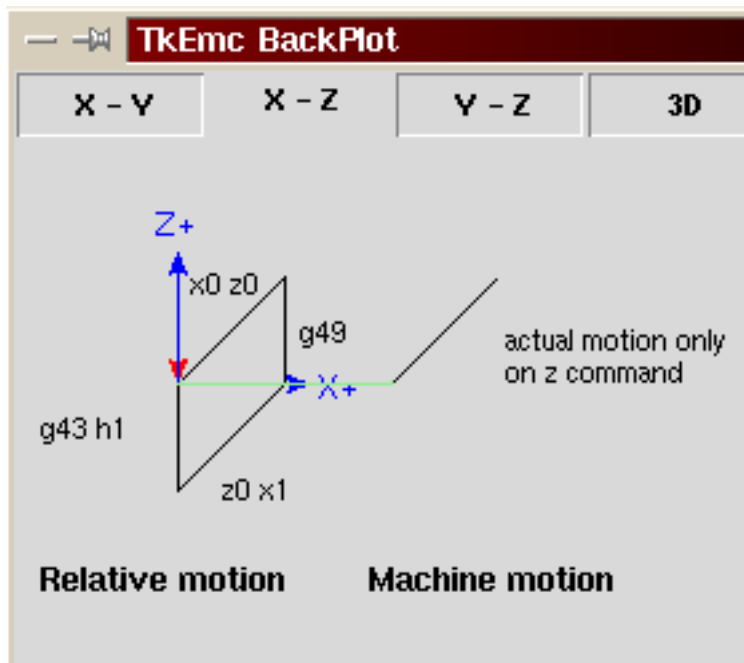 TkEmc BackPlot
X - Y
X - Z
Y - Z
3D
Z+
x0 z0
g49
actual motion only
on z command
X+
g43 h1
z0 x1
Relative motion
Machine motion